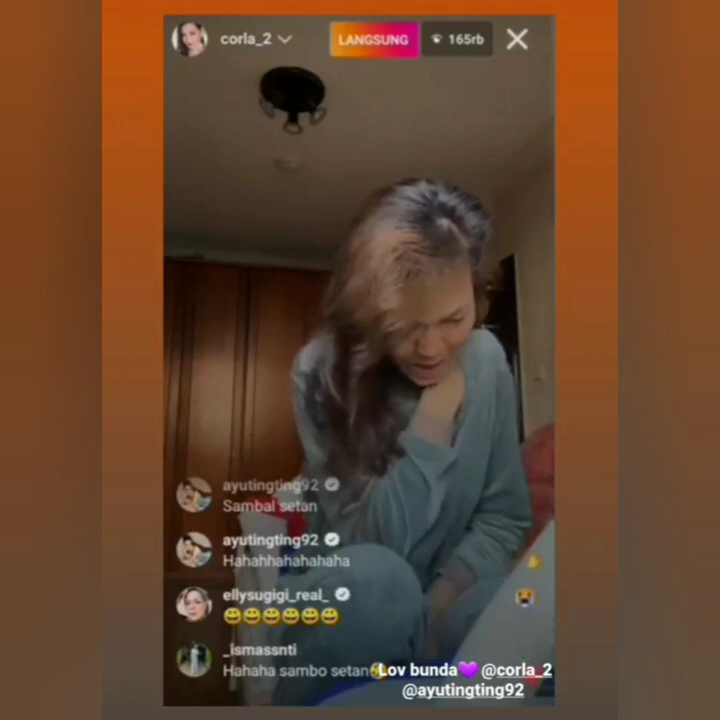 corla_2
LANGSUNG
165rb
ayutingting92
Sambal setan
ayutingting92
Hahahhahahahaha
ellysugigi_real_
😀😀😀😀😀😀
_ismassnti
Hahaha sambo setan
Lov bunda💜 @corla_2
@ayutingting92